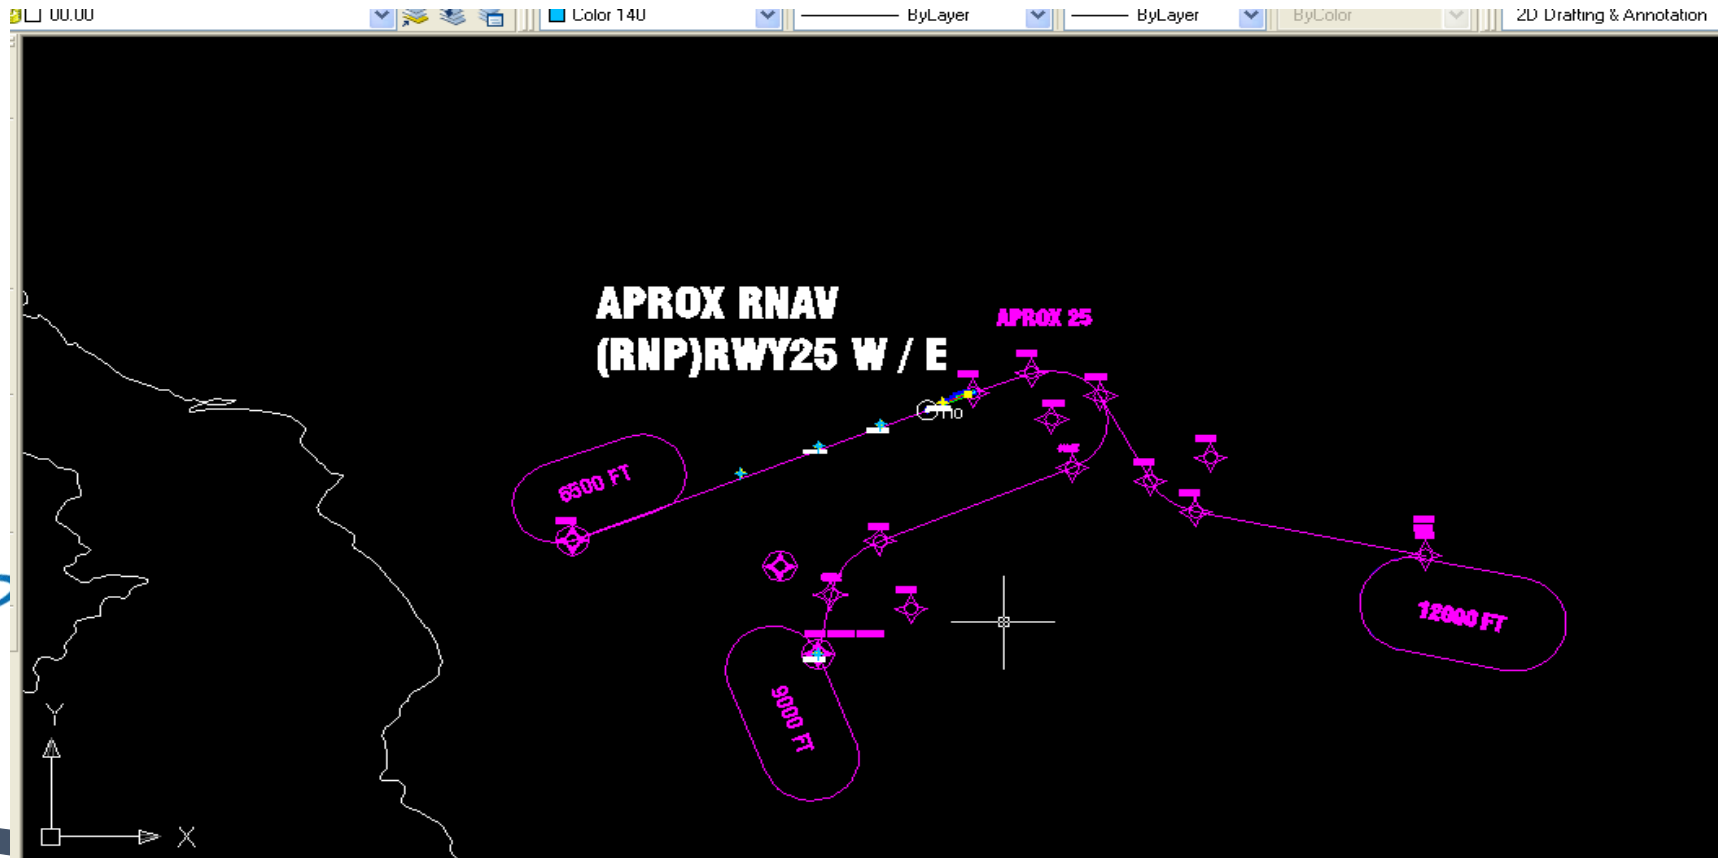 00.00
Color 140
ByLayer
ByLayer
ByColor
2D Drafting & Annotation
APROX RNAV
(RNP)RWY25 W / E
APROX 25
6500 FT
12000 FT
9000 FT
Y
X